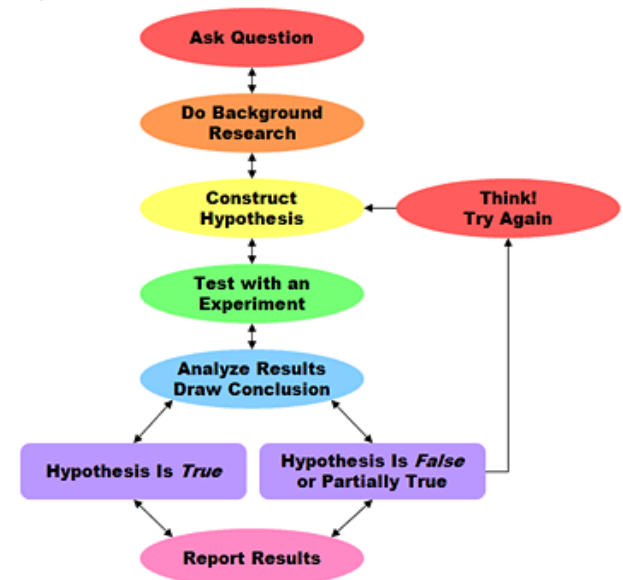 Ask Question
Do Background
Research
Construct
Hypothesis
Think!
Try Again
Test with an
Experiment
Analyze Results
Draw Conclusion
Hypothesis Is True
Hypothesis Is False
or Partially True
Report Results